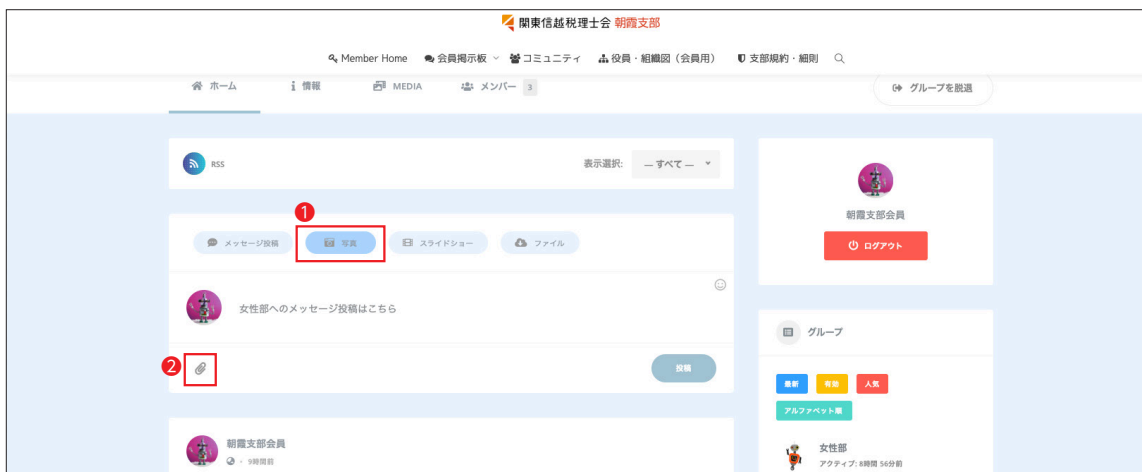 関東信越税理士会 朝霞支部
Member Home 会員掲示板 コミュニティ 役員・組織図（会員用） 支部規約・細則
ホーム 情報 MEDIA メンバー 3 グループを脱退
RSS 表示選択: — すべて —
朝霞支部会員
ログアウト
1
メッセージ投稿 写真 スライドショー ファイル
女性部へのメッセージ投稿はこちら
2
投稿
グループ
最新 有効 人気
アルファベット順
朝霞支部会員
9時間前
女性部
アクティブ: 8時間 56分前